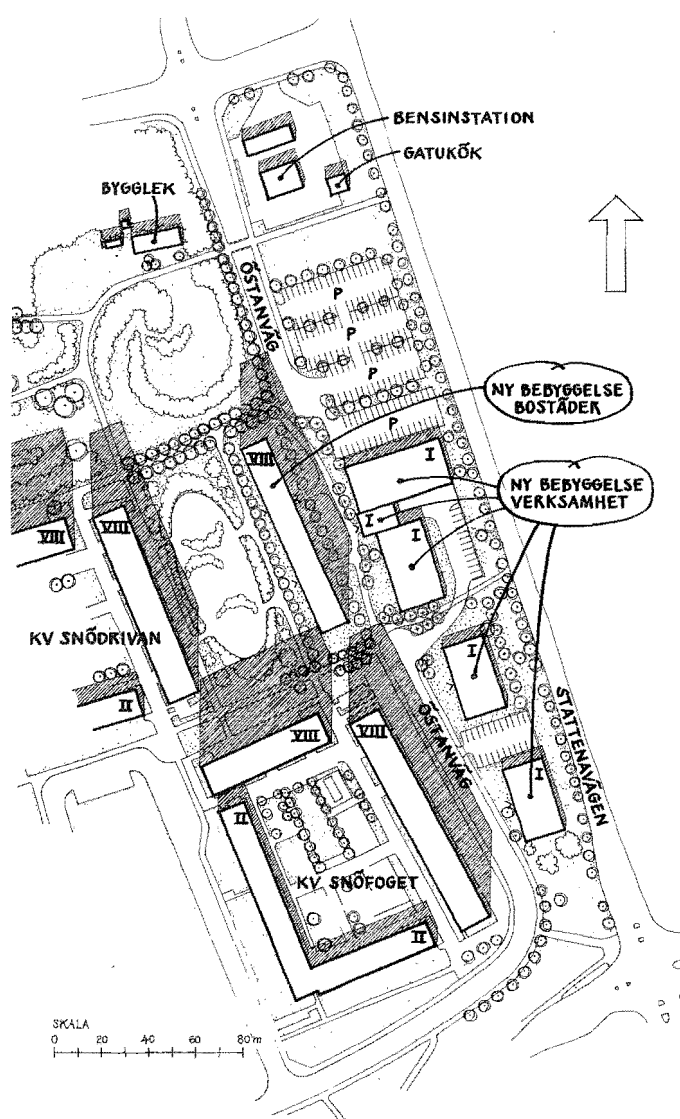 BENSINSTATION
GATUKÖK
BYGGLEK
ÖSTANVÄG
P
P
P
NY BEBYGGELSE
BOSTÄDER
P
VIII
I
NY BEBYGGELSE
VERKSAMHET
I
I
VIII
VIII
KV SNÖDRIVAN
I
II
STATTENAVÄGEN
VIII
VIII
ÖSTANVÄG
I
II
KV SNÖFOGET
II
SKALA
0 20 40 60 80 m